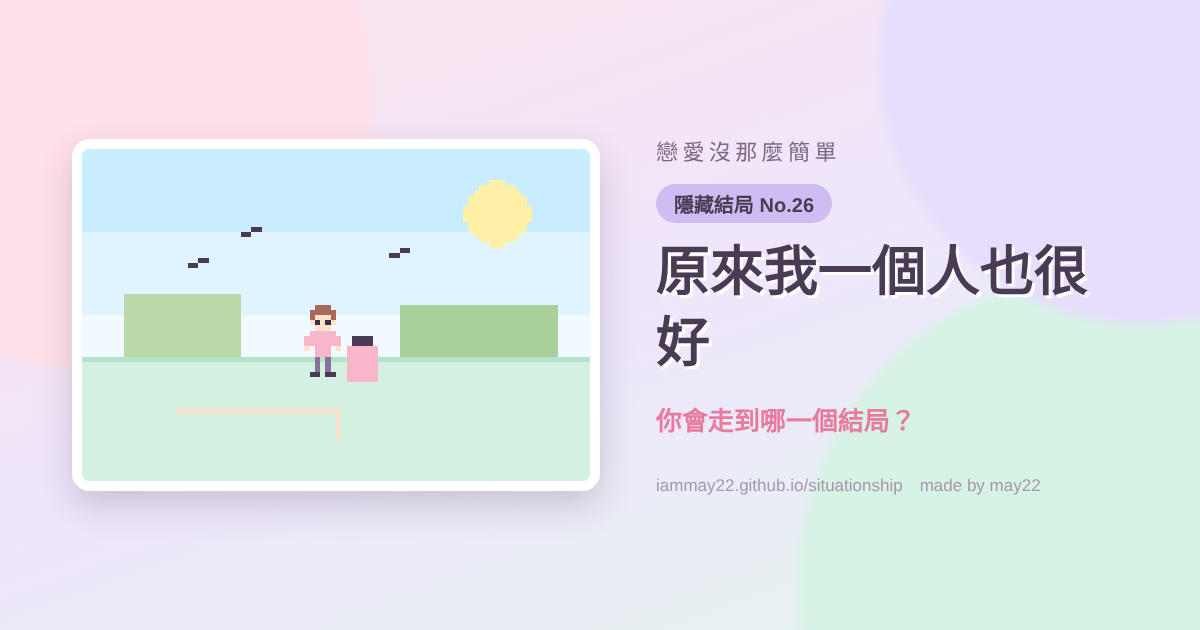 戀愛沒那麼簡單
隱藏結局 No.26
原來我一個人也很
好
你會走到哪一個結局？
iammay22.github.io/situationship made by may22